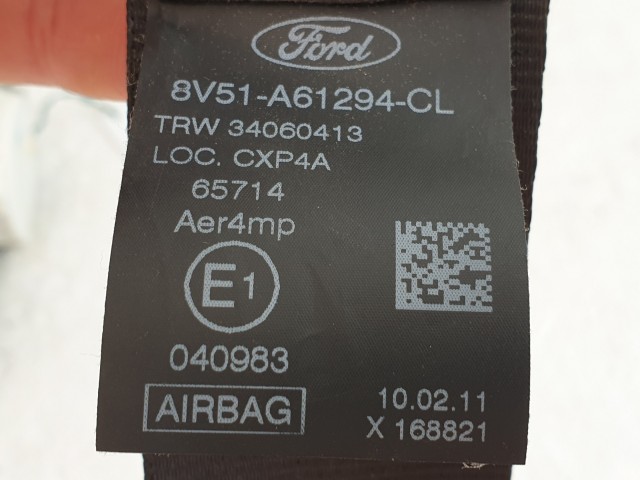 Ford
8V51-A61294-CL
TRW 34060413
LOC. CXP4A
65714
Aer4mp
E1
040983
AIRBAG
10.02.11
X 168821